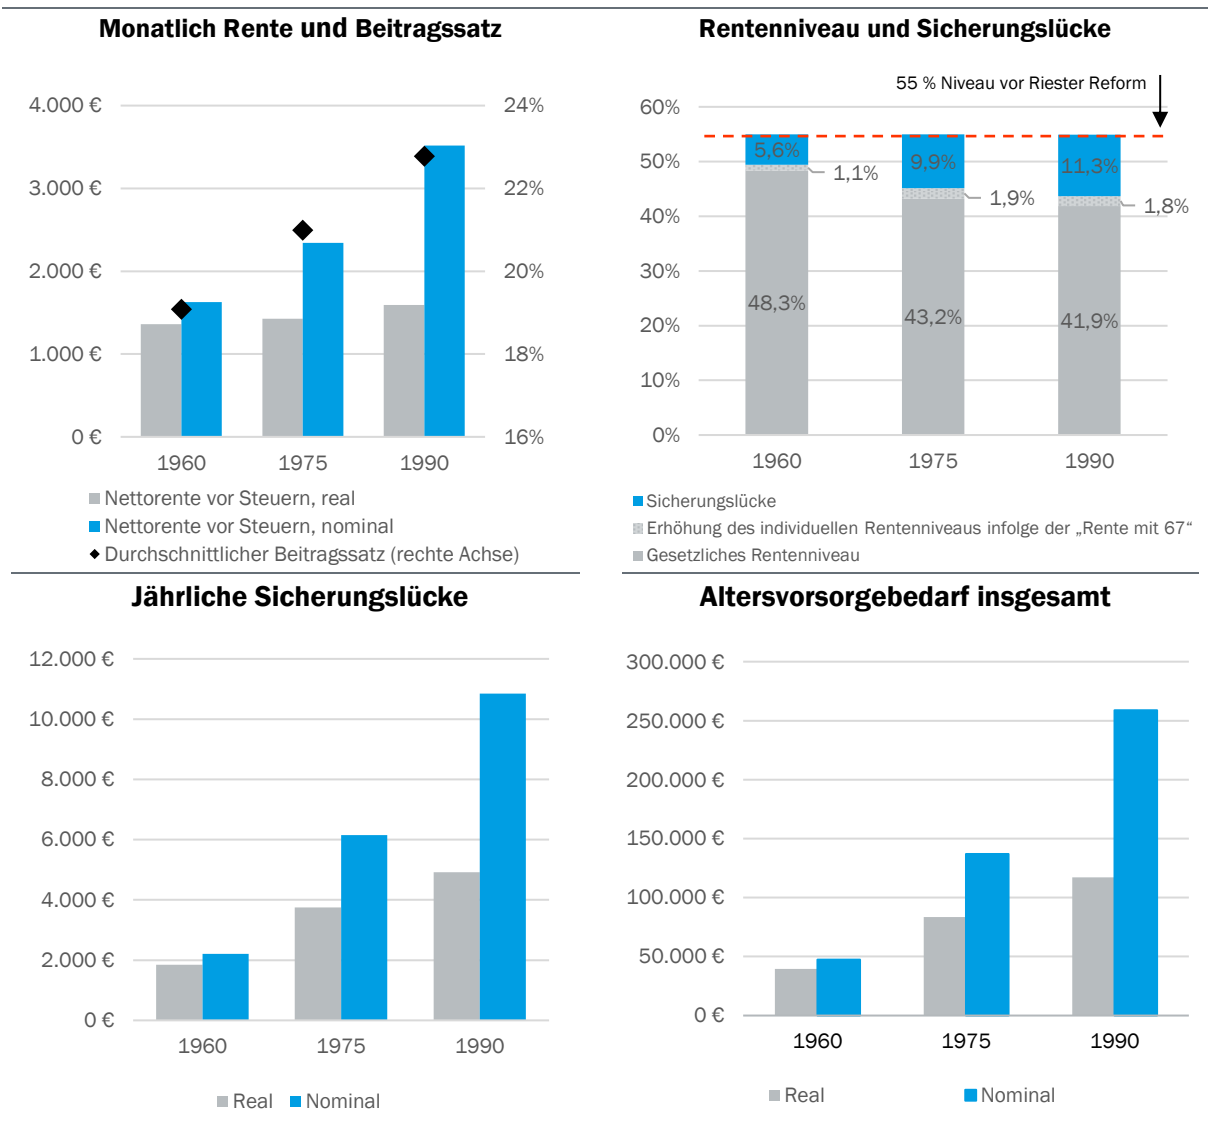 Monatlich Rente und Beitragssatz
4.000 €
3.000 €
2.000 €
1.000 €
0 €
24%
22%
20%
18%
16%
1960 1975 1990
Nettorente vor Steuern, real
Nettorente vor Steuern, nominal
Durchschnittlicher Beitragssatz (rechte Achse)
Rentenniveau und Sicherungslücke
55 % Niveau vor Riester Reform
60%
50%
40%
30%
20%
10%
0%
5,6%
1,1%
48,3%
9,9%
1,9%
43,2%
11,3%
1,8%
41,9%
1960 1975 1990
Sicherungslücke
Erhöhung des individuellen Rentenniveaus infolge der „Rente mit 67“
Gesetzliches Rentenniveau
Jährliche Sicherungslücke
12.000 €
10.000 €
8.000 €
6.000 €
4.000 €
2.000 €
0 €
1960 1975 1990
Real Nominal
Altersvorsorgebedarf insgesamt
300.000 €
250.000 €
200.000 €
150.000 €
100.000 €
50.000 €
0 €
1960 1975 1990
Real Nominal